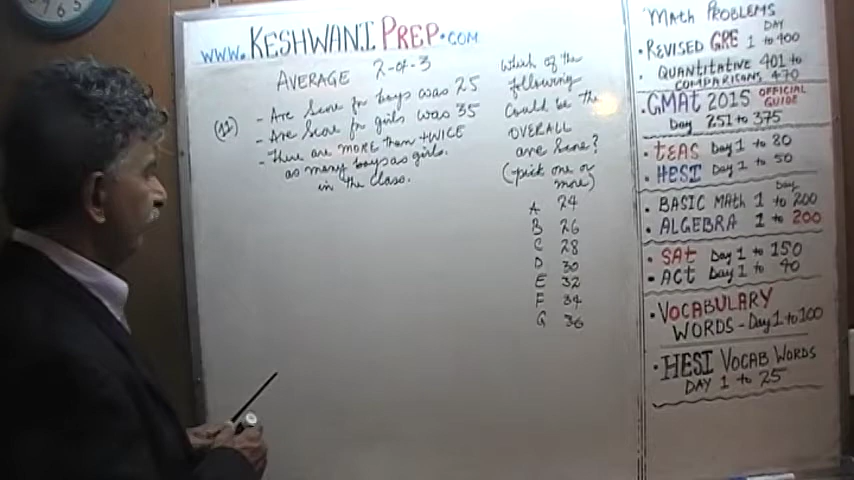 www.KESHWANI PREP.COM
AVERAGE 2-of-3
(12) - Ave Score for boys was 25
- Ave Score for girls was 35
- There are MORE than TWICE
as many boys as girls.
in the class.
Which of the
following
Could be the
OVERALL
ave Score?
(pick one or
more)
A 24
B 26
C 28
D 30
E 32
F 34
G 36
Math PROBLEMS
DAY
• REVISED GRE 1 to 400
• QUANTITATIVE 401 to
COMPARISONS 470
• GMAT 2015 OFFICIAL
GUIDE
Day 251 to 375
• TEAS Day 1 to 80
• HESI Day 1 to 50
Day
• BASIC MATH 1 to 200
• ALGEBRA 1 to 200
• SAT Day 1 to 150
• ACT Day 1 to 40
• VOCABULARY
WORDS - Day 1 to 100
• HESI VOCAB WORDS
DAY 1 to 25